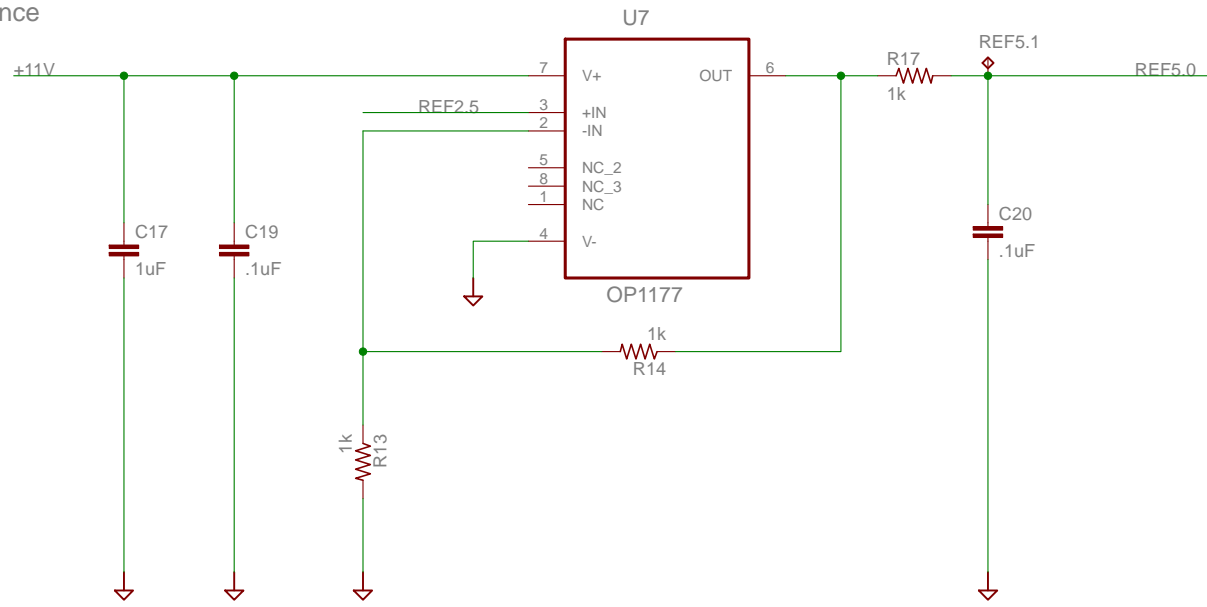 nce
U7
+11V
7
V+
OUT
6
R17
1k
REF5.1
REF5.0
REF2.5
3
+IN
2
-IN
5
NC_2
8
NC_3
1
NC
4
V-
OP1177
C17
1uF
C19
.1uF
C20
.1uF
1k
R14
1k
R13